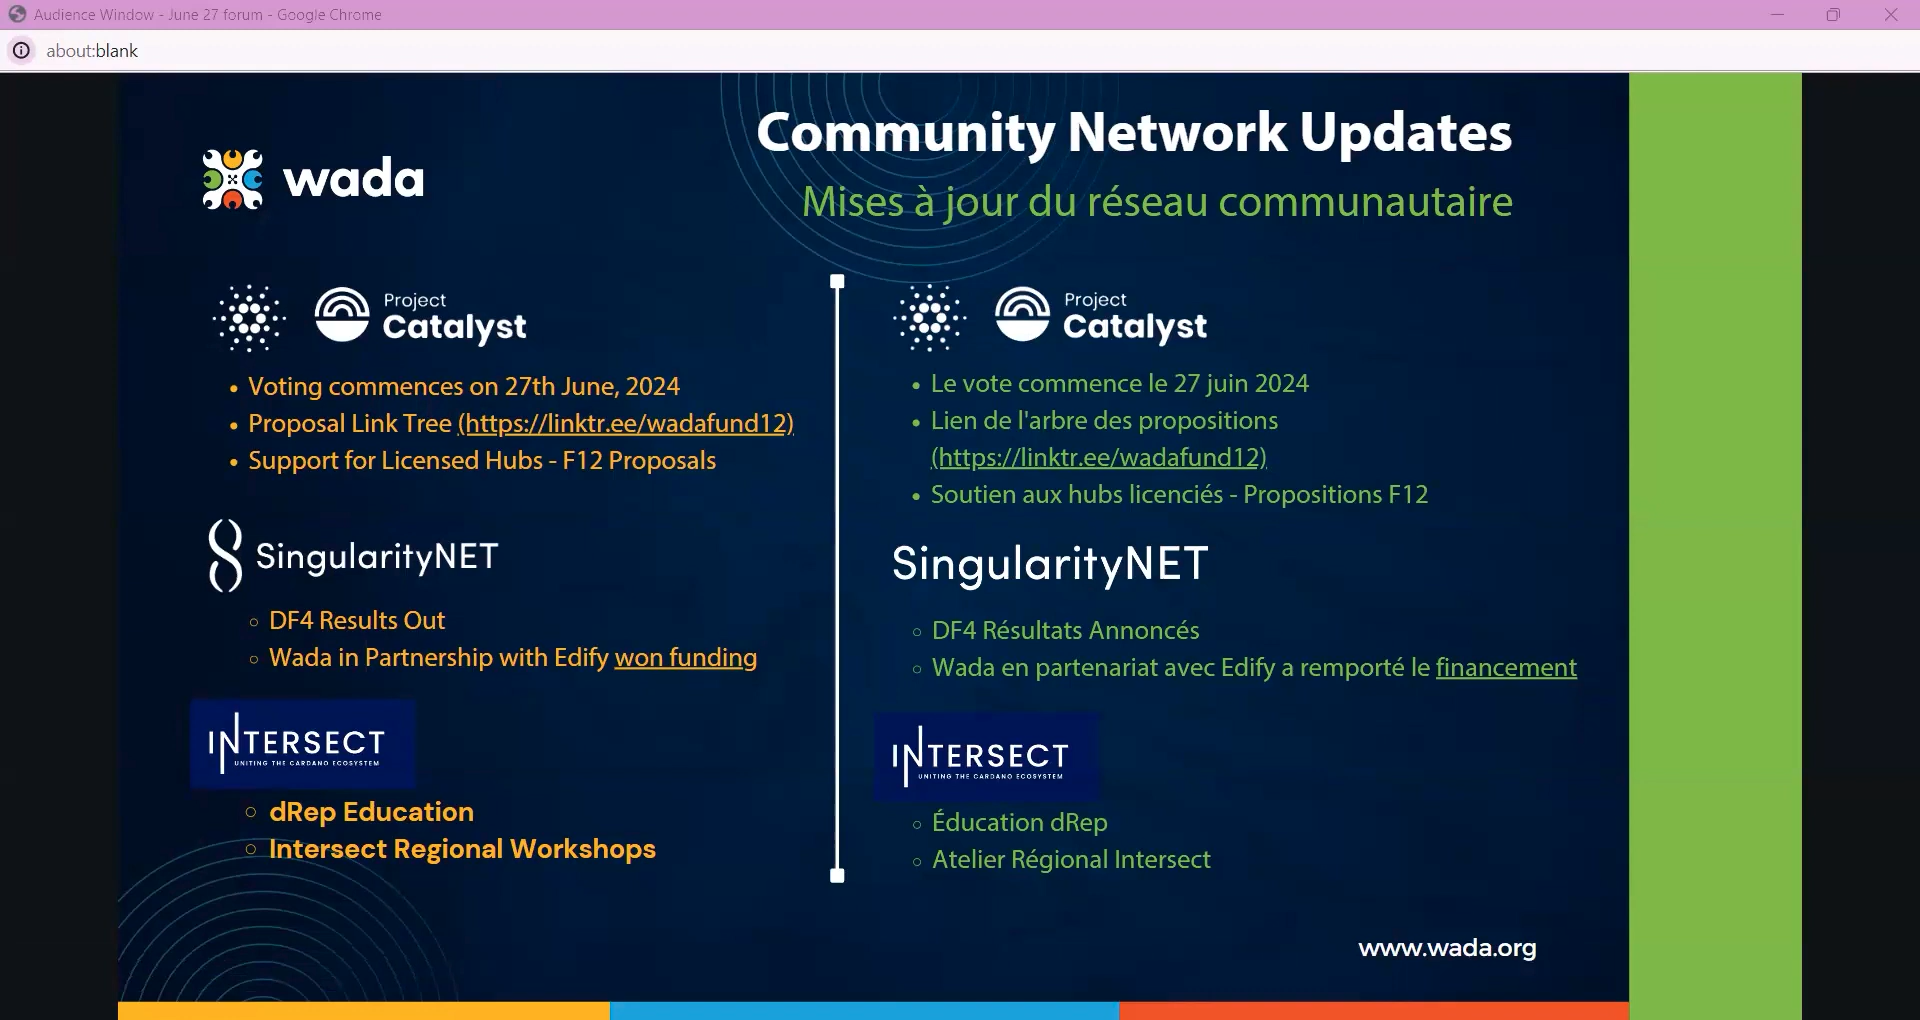 Audience Window - June 27 forum - Google Chrome
about:blank
wada
Community Network Updates
Mises à jour du réseau communautaire
Project
Catalyst
• Voting commences on 27th June, 2024
• Proposal Link Tree (https://linktr.ee/wadafund12)
• Support for Licensed Hubs - F12 Proposals
SingularityNET
○ DF4 Results Out
○ Wada in Partnership with Edify won funding
INTERSECT
UNITING THE CARDANO ECOSYSTEM
○ dRep Education
○ Intersect Regional Workshops
Project
Catalyst
• Le vote commence le 27 juin 2024
• Lien de l'arbre des propositions
(https://linktr.ee/wadafund12)
• Soutien aux hubs licenciés - Propositions F12
SingularityNET
○ DF4 Résultats Annoncés
○ Wada en partenariat avec Edify a remporté le financement
INTERSECT
UNITING THE CARDANO ECOSYSTEM
○ Éducation dRep
○ Atelier Régional Intersect
www.wada.org